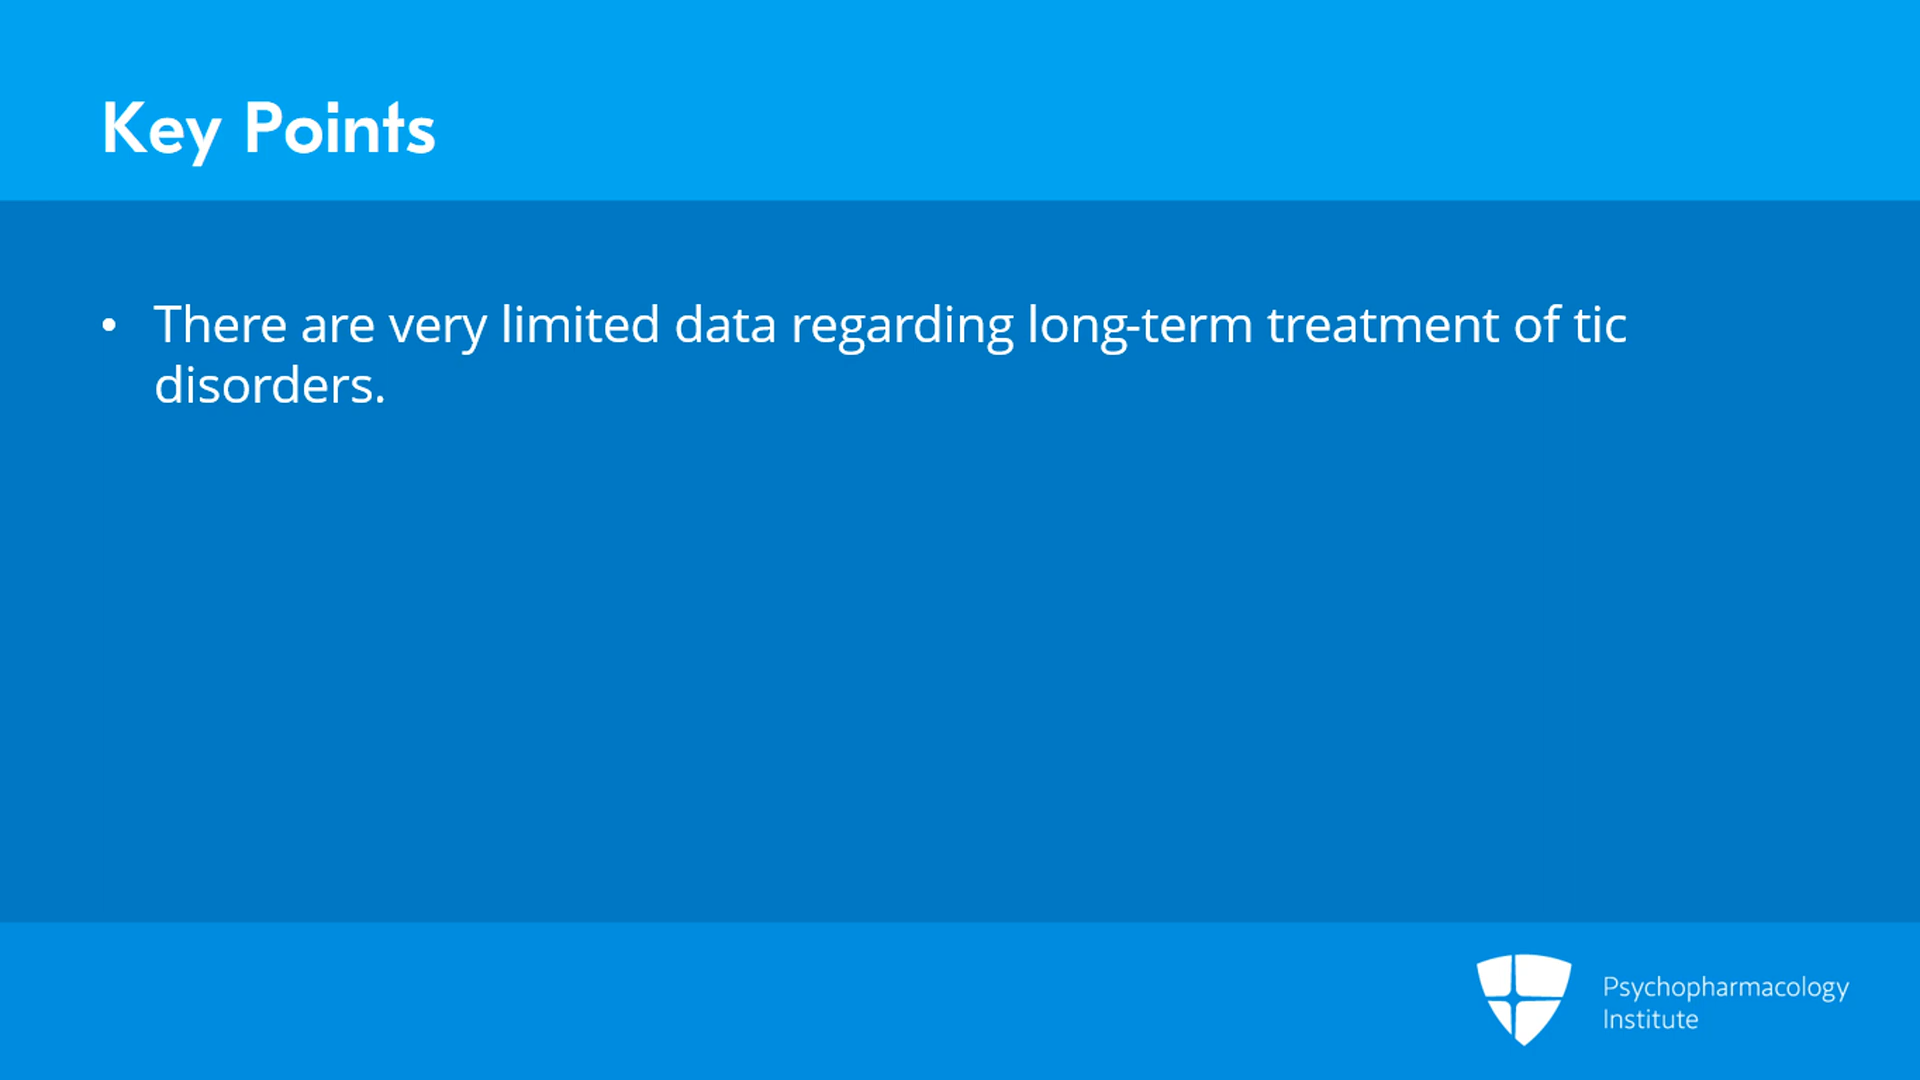 Key Points
• There are very limited data regarding long-term treatment of tic
disorders.
Psychopharmacology
Institute